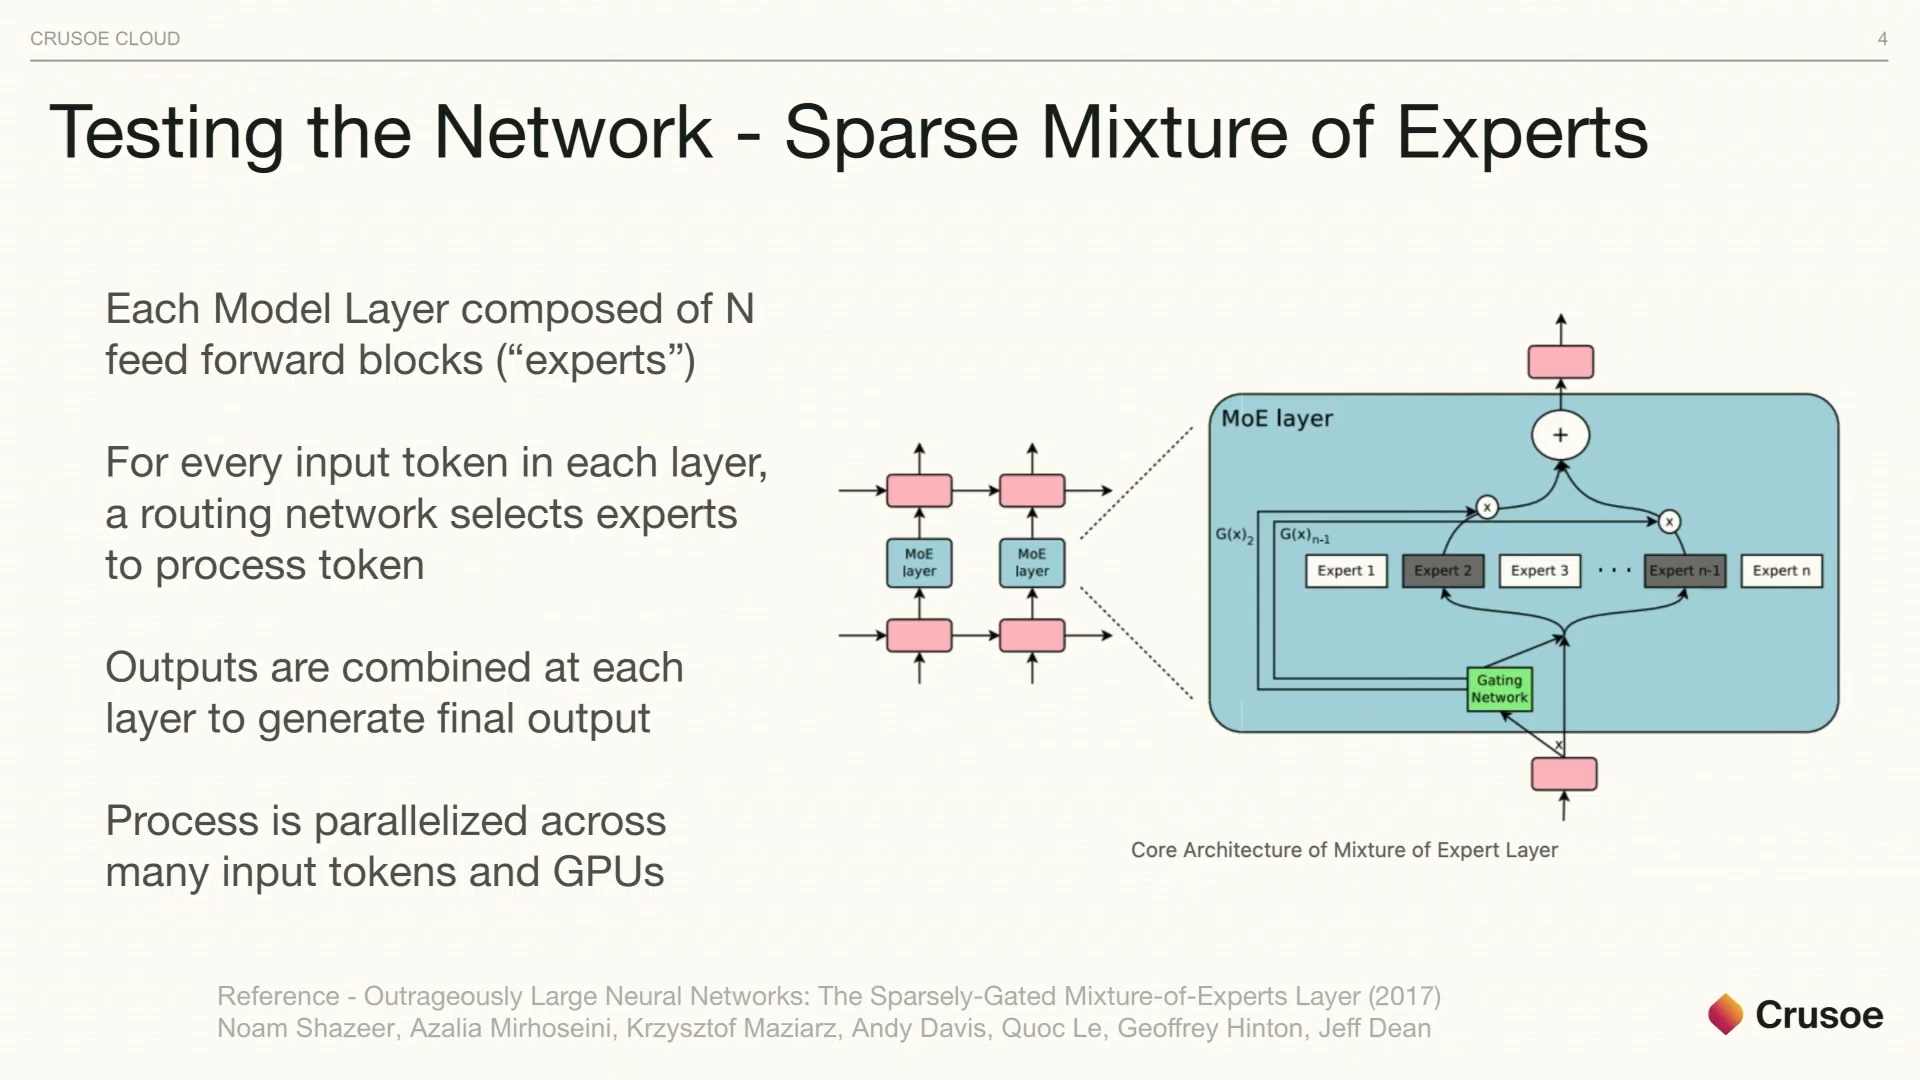 CRUSOE CLOUD
4
Testing the Network - Sparse Mixture of Experts
Each Model Layer composed of N
feed forward blocks (“experts”)
For every input token in each layer,
a routing network selects experts
to process token
Outputs are combined at each
layer to generate final output
Process is parallelized across
many input tokens and GPUs
MoE
layer
MoE
layer
MoE layer
+
x
x
G(x)2
G(x)n-1
Expert 1
Expert 2
Expert 3
. . .
Expert n-1
Expert n
Gating
Network
x
Core Architecture of Mixture of Expert Layer
Reference - Outrageously Large Neural Networks: The Sparsely-Gated Mixture-of-Experts Layer (2017)
Noam Shazeer, Azalia Mirhoseini, Krzysztof Maziarz, Andy Davis, Quoc Le, Geoffrey Hinton, Jeff Dean
Crusoe